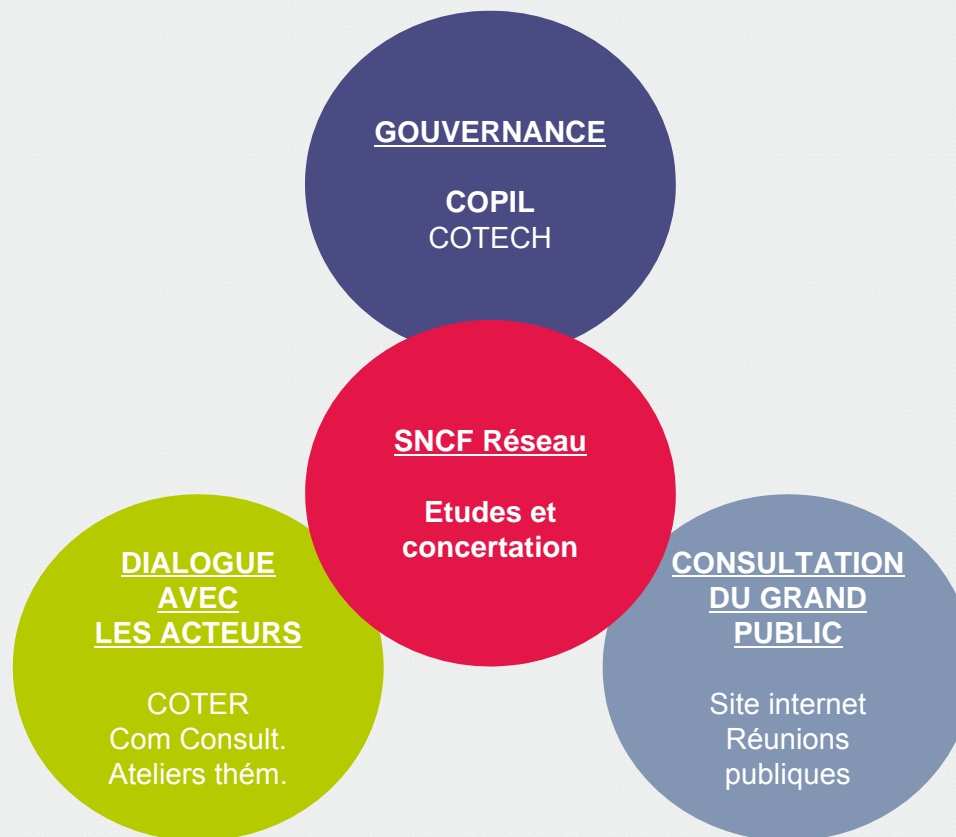 GOUVERNANCE
COPIL
COTECH
SNCF Réseau
Etudes et
concertation
DIALOGUE
AVEC
LES ACTEURS
COTER
Com Consult.
Ateliers thém.
CONSULTATION
DU GRAND
PUBLIC
Site internet
Réunions
publiques